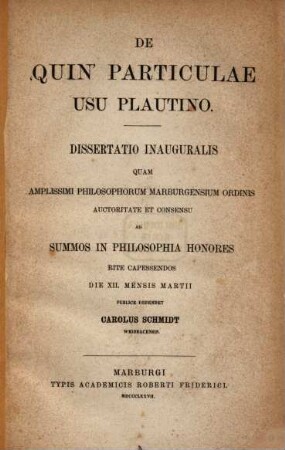 DE
‚QUIN' PARTICULAE
USU PLAUTINO.
DISSERTATIO INAUGURALIS
QUAM
AMPLISSIMI PHILOSOPHORUM MARBURGENSIUM ORDINIS
AUCTORITATE ET CONSENSU
AD
SUMMOS IN PHILOSOPHIA HONORES
RITE CAPESSENDOS
DIE XII. MENSIS MARTII
PUBLICE DEFENDET
CAROLUS SCHMIDT
MARBURGI
TYPIS ACADEMICIS ROBERTI FRIDERICI.
MDCCCLXXVII.